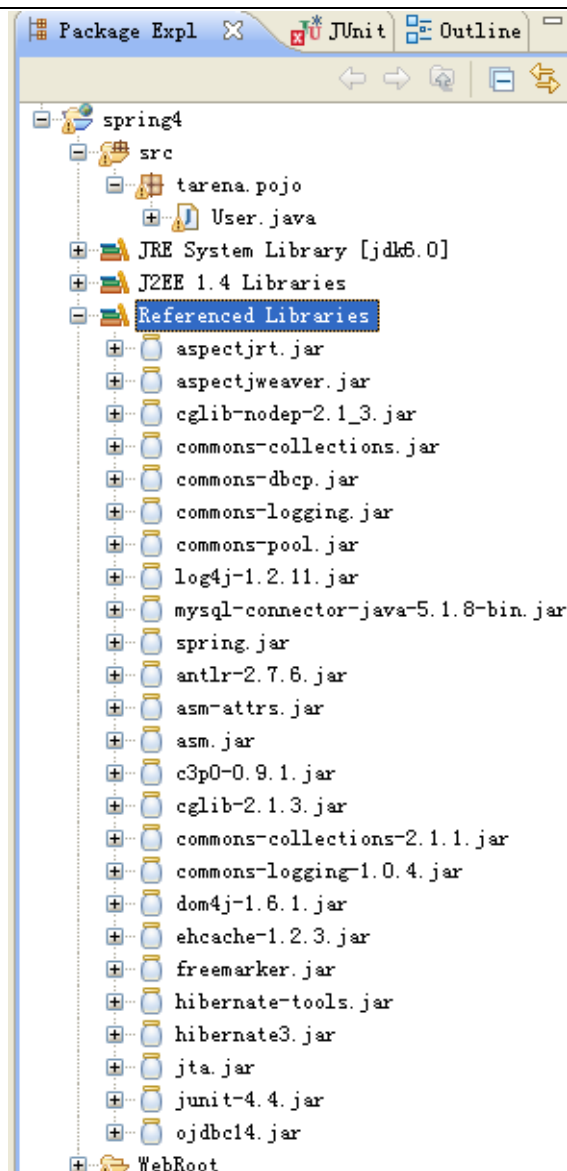 Package Expl
JUnit
Outline
spring4
src
tarena.pojo
User.java
JRE System Library [jdk6.0]
J2EE 1.4 Libraries
Referenced Libraries
aspectjrt.jar
aspectjweaver.jar
cglib-nodep-2.1_3.jar
commons-collections.jar
commons-dbcp.jar
commons-logging.jar
commons-pool.jar
log4j-1.2.11.jar
mysql-connector-java-5.1.8-bin.jar
spring.jar
antlr-2.7.6.jar
asm-attrs.jar
asm.jar
c3p0-0.9.1.jar
cglib-2.1.3.jar
commons-collections-2.1.1.jar
commons-logging-1.0.4.jar
dom4j-1.6.1.jar
ehcache-1.2.3.jar
freemarker.jar
hibernate-tools.jar
hibernate3.jar
jta.jar
junit-4.4.jar
ojdbc14.jar
WebRoot